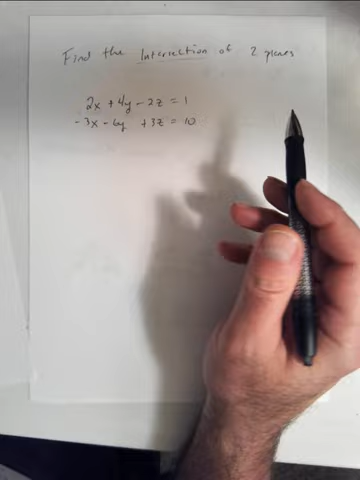 Find the Intersection of 2 planes
2x + 4y - 2z = 1
-3x - 6y + 3z = 10